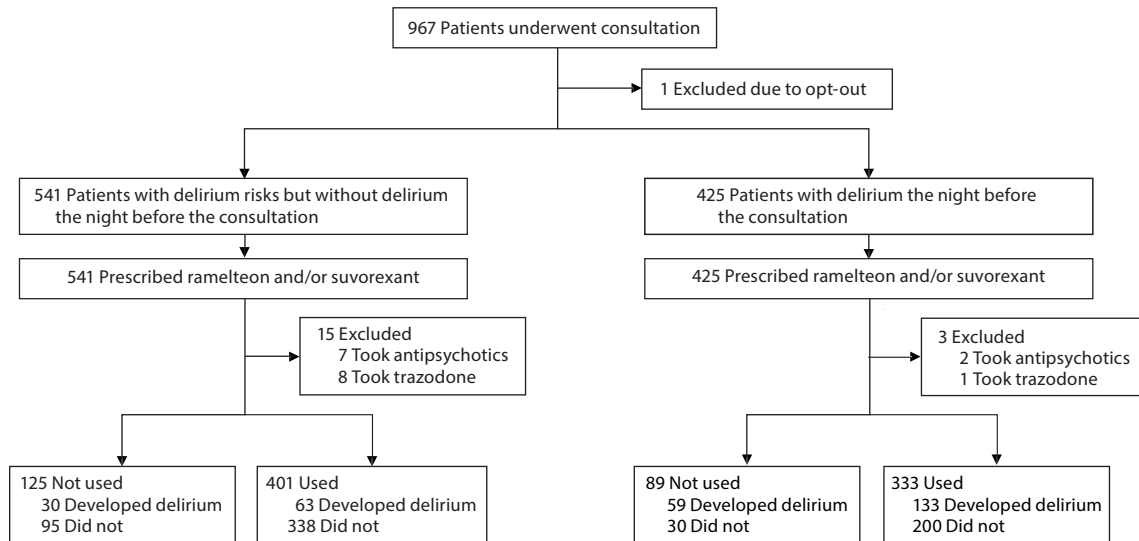 967 Patients underwent consultation
1 Excluded due to opt-out
541 Patients with delirium risks but without delirium
the night before the consultation
425 Patients with delirium the night before
the consultation
541 Prescribed ramelteon and/or suvorexant
425 Prescribed ramelteon and/or suvorexant
15 Excluded
7 Took antipsychotics
8 Took trazodone
3 Excluded
2 Took antipsychotics
1 Took trazodone
125 Not used
30 Developed delirium
95 Did not
401 Used
63 Developed delirium
338 Did not
89 Not used
59 Developed delirium
30 Did not
333 Used
133 Developed delirium
200 Did not